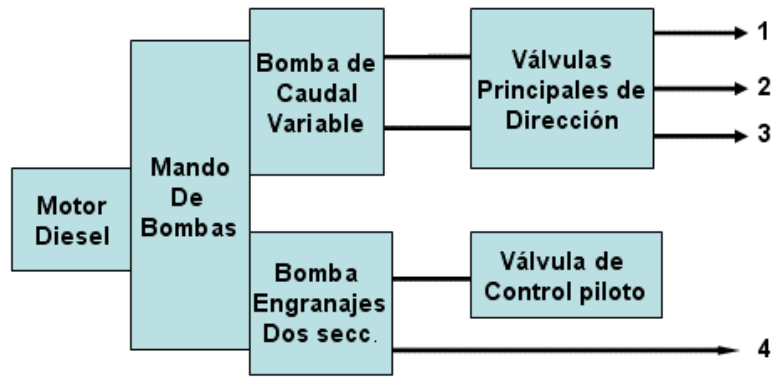 Motor
Diesel
Mando
De
Bombas
Bomba de
Caudal
Variable
Válvulas
Principales de
Dirección
1
2
3
Bomba
Engranajes
Dos secc.
Válvula de
Control piloto
4